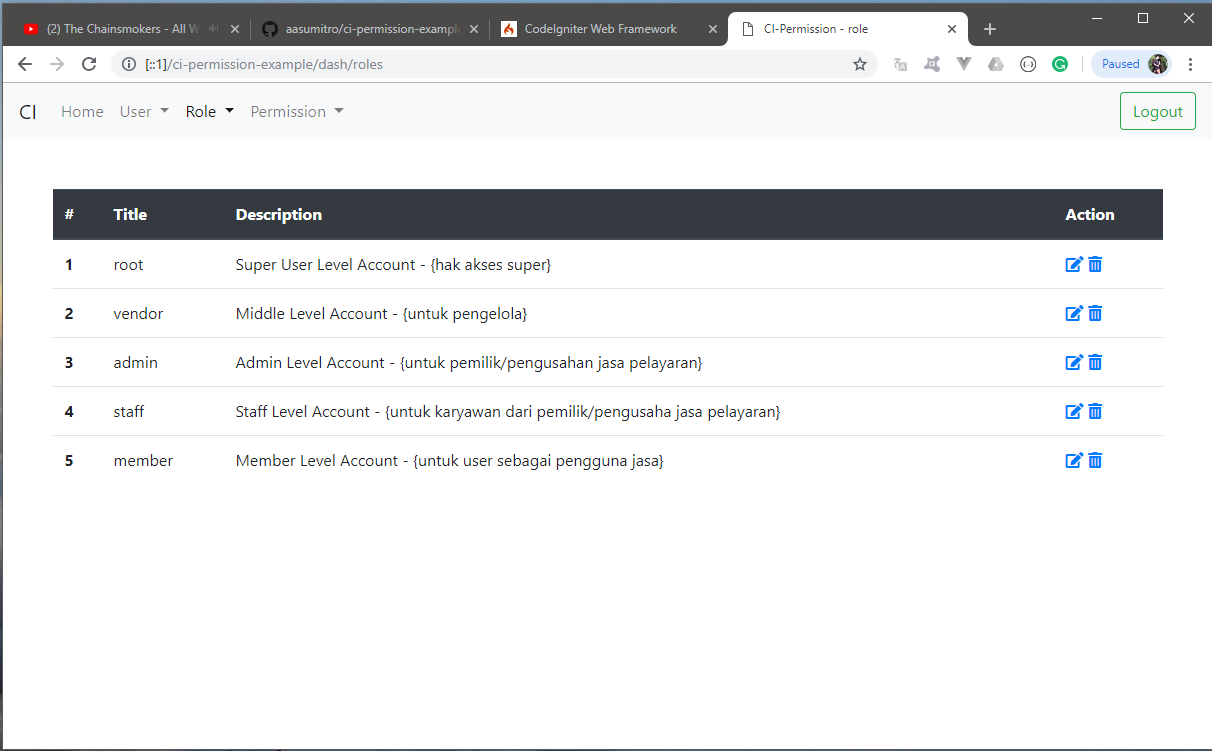 (2) The Chainsmokers - All W
aasumitro/ci-permission-example
CodeIgniter Web Framework
CI-Permission - role
[::1]/ci-permission-example/dash/roles
Paused
CI Home User Role Permission Logout
# Title Description Action
1 root Super User Level Account - {hak akses super}
2 vendor Middle Level Account - {untuk pengelola}
3 admin Admin Level Account - {untuk pemilik/pengusahan jasa pelayaran}
4 staff Staff Level Account - {untuk karyawan dari pemilik/pengusaha jasa pelayaran}
5 member Member Level Account - {untuk user sebagai pengguna jasa}